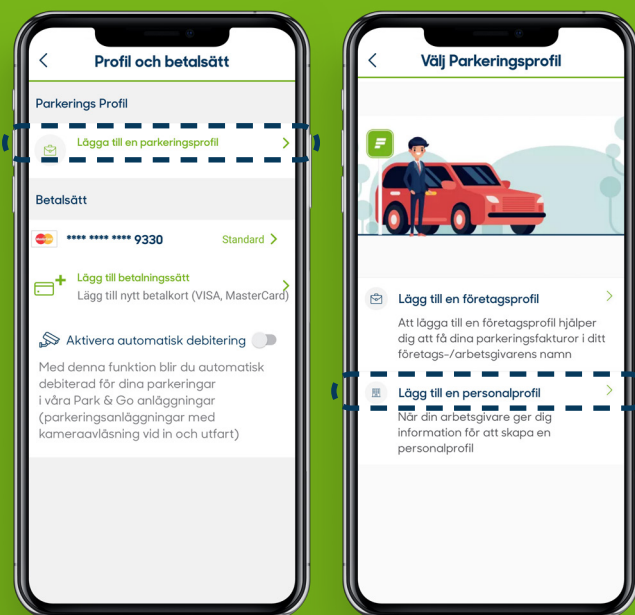 Profil och betalsätt
Parkerings Profil
Lägga till en parkeringsprofil
Betalsätt
**** **** **** 9330 Standard
Lägg till betalningssätt
Lägg till nytt betalkort (VISA, MasterCard)
Aktivera automatisk debitering
Med denna funktion blir du automatisk
debiterad för dina parkeringar
i våra Park & Go anläggningar
(parkeringsanläggningar med
kameraavläsning vid in och utfart)
Välj Parkeringsprofil
Lägg till en företagsprofil
Att lägga till en företagsprofil hjälper
dig att få dina parkeringsfakturor i ditt
företags-/arbetsgivarens namn
Lägg till en personalprofil
När din arbetsgivare ger dig
information för att skapa en
personalprofil